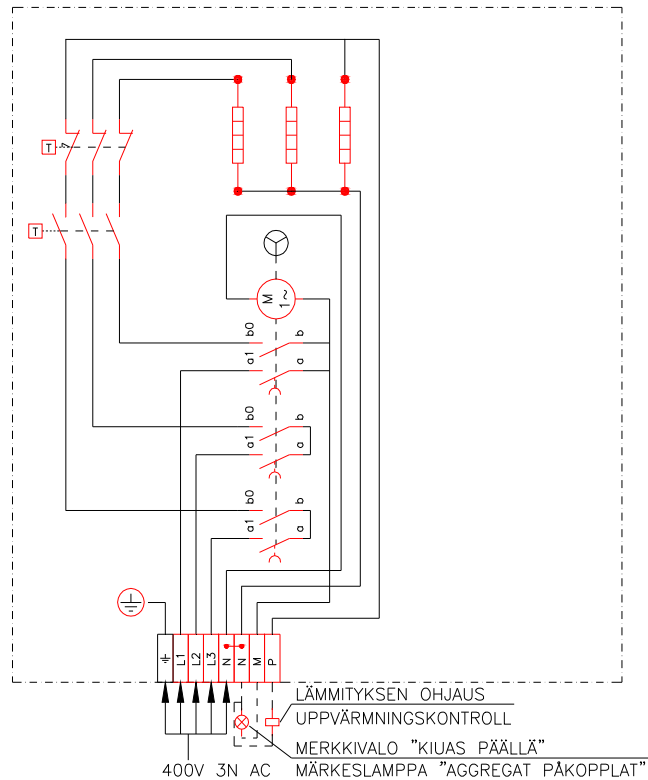 T
T
M
1~
b0
b
a1
a
b0
b
a1
a
b0
b
a1
a
L1
L2
L3
N
N
M
P
LÄMMITYKSEN OHJAUS
UPPVÄRMNINGSKONTROLL
MERKKIVALO "KIUAS PÄÄLLÄ"
400V 3N AC
MÄRKESLAMPPA "AGGREGAT PÅKOPPLAT"